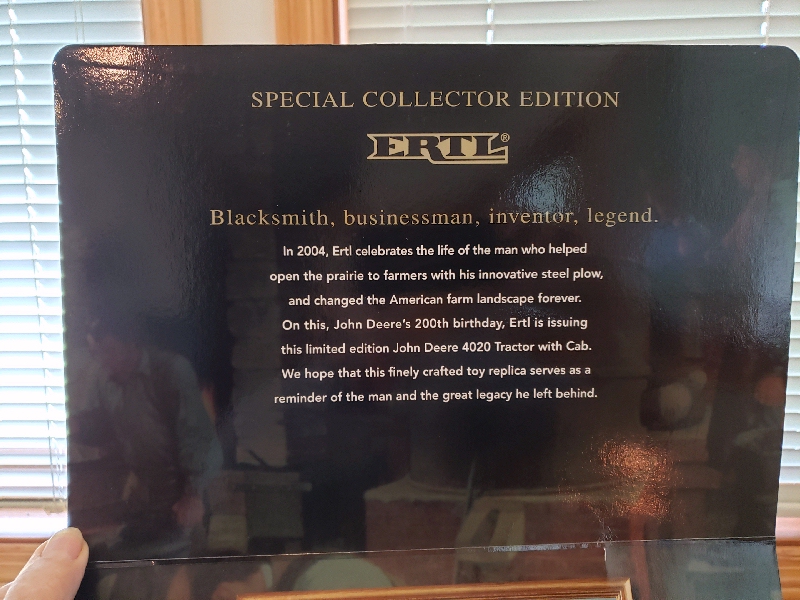 SPECIAL COLLECTOR EDITION
ERTL®
Blacksmith, businessman, inventor, legend.
In 2004, Ertl celebrates the life of the man who helped
open the prairie to farmers with his innovative steel plow,
and changed the American farm landscape forever.
On this, John Deere's 200th birthday, Ertl is issuing
this limited edition John Deere 4020 Tractor with Cab.
We hope that this finely crafted toy replica serves as a
reminder of the man and the great legacy he left behind.